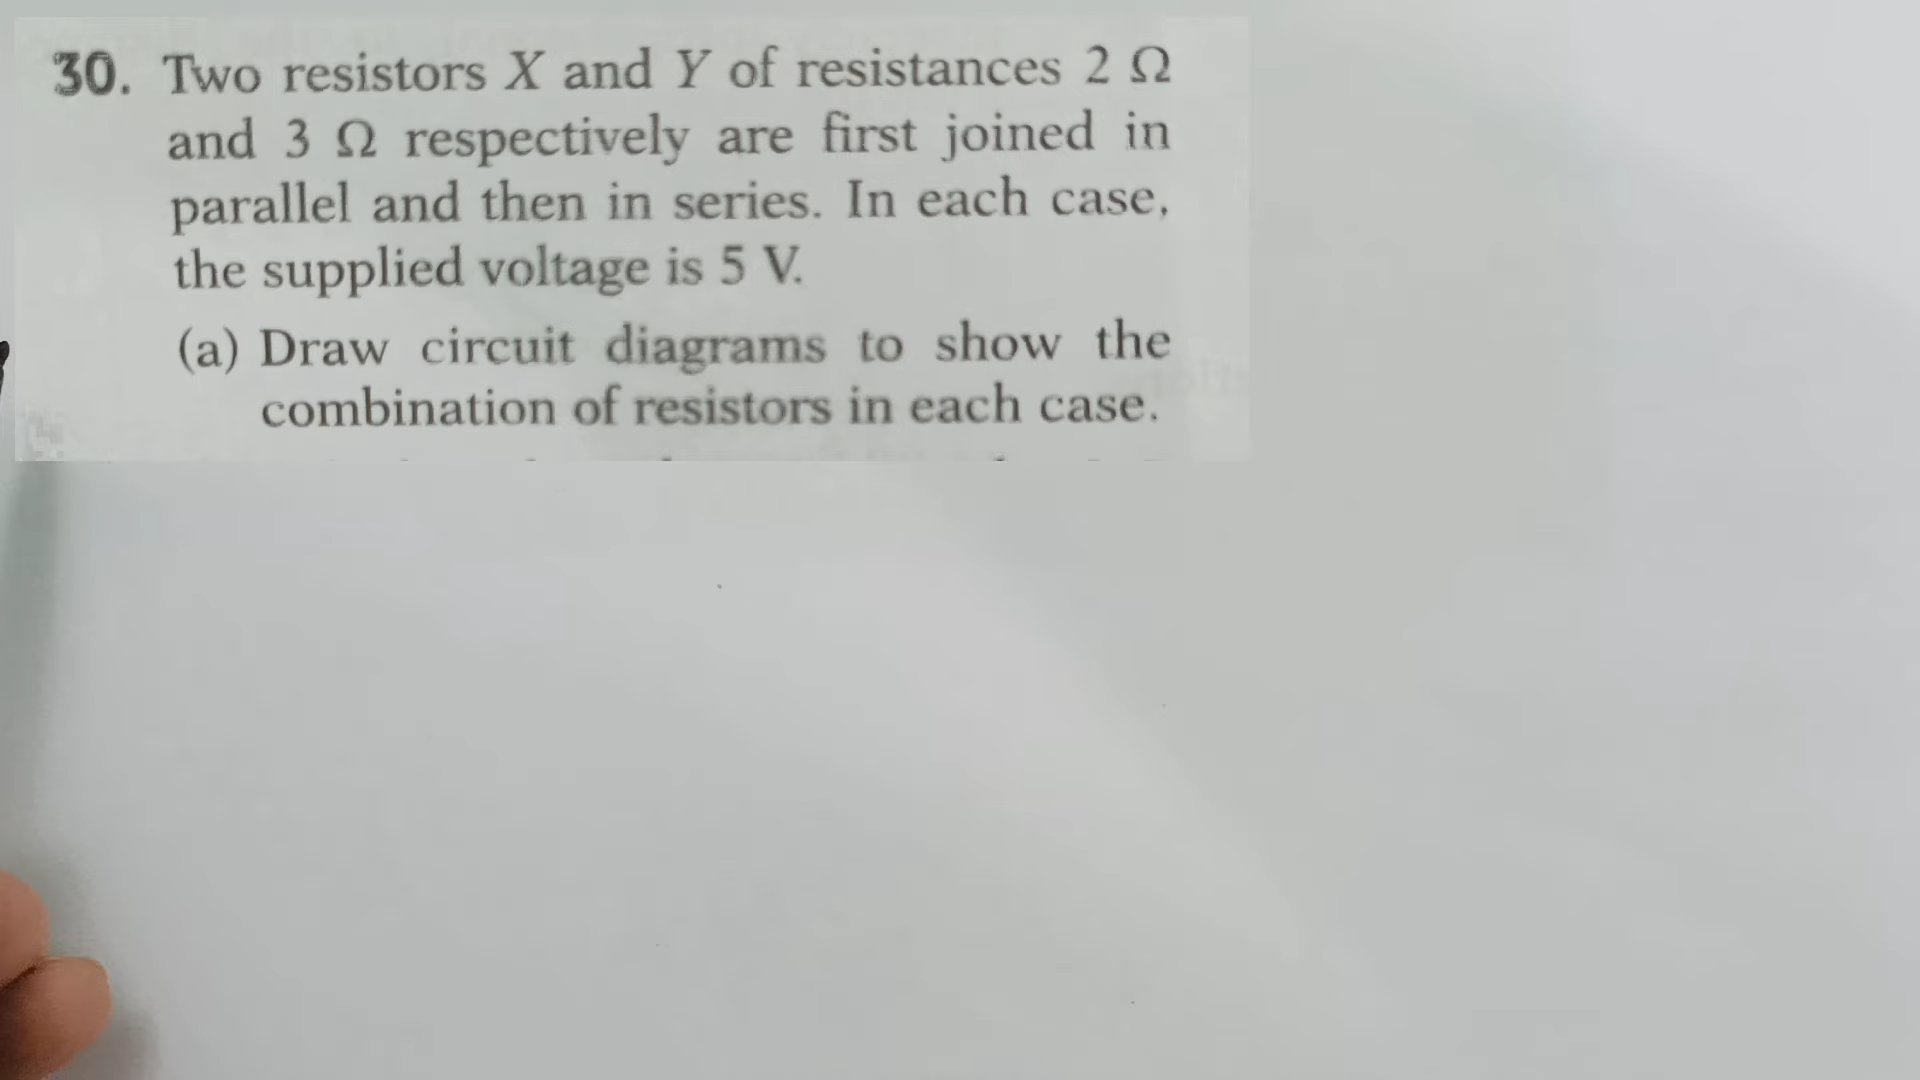 30. Two resistors X and Y of resistances 2 Ω
and 3 Ω respectively are first joined in
parallel and then in series. In each case,
the supplied voltage is 5 V.
(a) Draw circuit diagrams to show the
combination of resistors in each case.